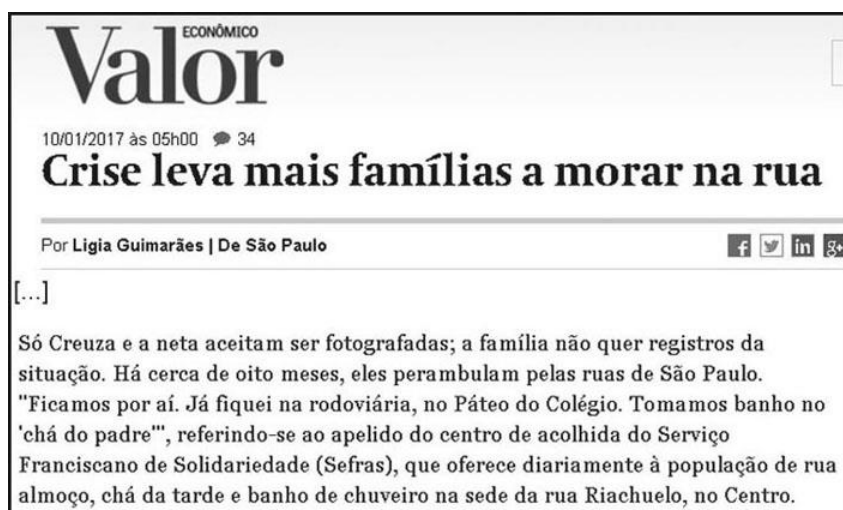 ECONÔMICO
Valor
10/01/2017 às 05h00 34
Crise leva mais famílias a morar na rua
Por Ligia Guimarães | De São Paulo
f in g+
[...]
Só Creuza e a neta aceitam ser fotografadas; a família não quer registros da
situação. Há cerca de oito meses, eles perambulam pelas ruas de São Paulo.
"Ficamos por aí. Já fiquei na rodoviária, no Páteo do Colégio. Tomamos banho no
'chá do padre'", referindo-se ao apelido do centro de acolhida do Serviço
Franciscano de Solidariedade (Sefras), que oferece diariamente à população de rua
almoço, chá da tarde e banho de chuveiro na sede da rua Riachuelo, no Centro.